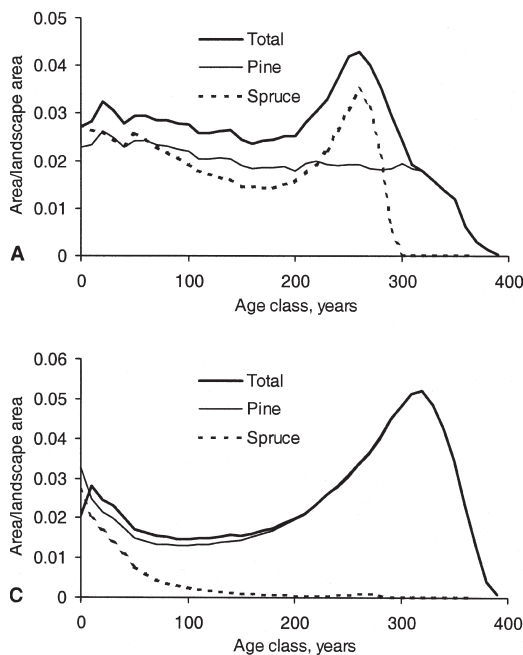 0.05
0.04
0.03
0.02
0.01
0
Area/landscape area
Total
Pine
Spruce
A
0 100 200 300 400
Age class, years
0.06
0.05
0.04
0.03
0.02
0.01
0
Area/landscape area
Total
Pine
Spruce
C
0 100 200 300 400
Age class, years